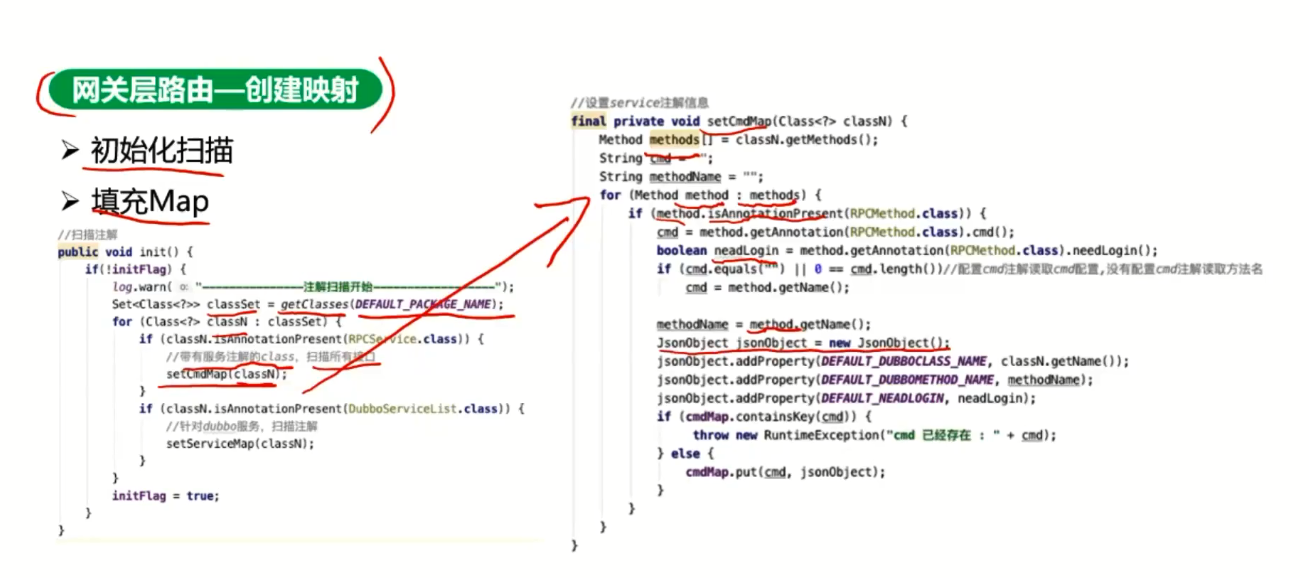 网关层路由—创建映射
初始化扫描
填充Map
//扫描注解
public void init() {
if(!initFlag) {
log.warn( o: "——————————注解扫描开始——————————");
Set<Class<?>> classSet = getClasses(DEFAULT_PACKAGE_NAME);
for (Class<?> classN : classSet) {
if (classN.isAnnotationPresent(RPCService.class)) {
//带有服务注解的class，扫描所有接口
setCmdMap(classN);
}
if (classN.isAnnotationPresent(DubboServiceList.class)) {
//针对dubbo服务，扫描注解
setServiceMap(classN);
}
}
initFlag = true;
}
}
//设置service注解信息
final private void setCmdMap(Class<?> classN) {
Method methods[] = classN.getMethods();
String cmd = "";
String methodName = "";
for (Method method : methods) {
if (method.isAnnotationPresent(RPCMethod.class)) {
cmd = method.getAnnotation(RPCMethod.class).cmd();
boolean neadLogin = method.getAnnotation(RPCMethod.class).needLogin();
if (cmd.equals("") || 0 == cmd.length())//配置cmd注解读取cmd配置,没有配置cmd注解读取方法名
cmd = method.getName();
methodName = method.getName();
JsonObject jsonObject = new JsonObject();
jsonObject.addProperty(DEFAULT_DUBBOCLASS_NAME, classN.getName());
jsonObject.addProperty(DEFAULT_DUBBOMETHOD_NAME, methodName);
jsonObject.addProperty(DEFAULT_NEADLOGIN, neadLogin);
if (cmdMap.containsKey(cmd)) {
throw new RuntimeException("cmd 已经存在 : " + cmd);
} else {
cmdMap.put(cmd, jsonObject);
}
}
}
}